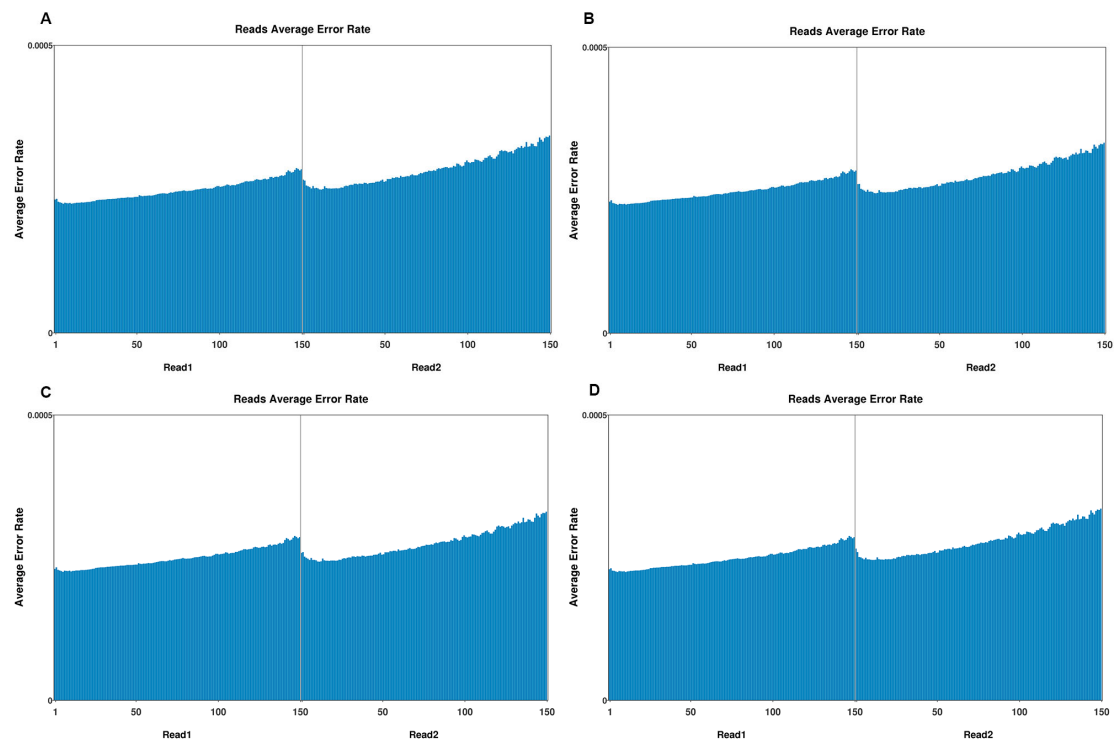 A
Reads Average Error Rate
0.0005
Average Error Rate
0
1 50 100 150 50 100 150
Read1 Read2
B
Reads Average Error Rate
0.0005
Average Error Rate
0
1 50 100 150 50 100 150
Read1 Read2
C
Reads Average Error Rate
0.0005
Average Error Rate
0
1 50 100 150 50 100 150
Read1 Read2
D
Reads Average Error Rate
0.0005
Average Error Rate
0
1 50 100 150 50 100 150
Read1 Read2